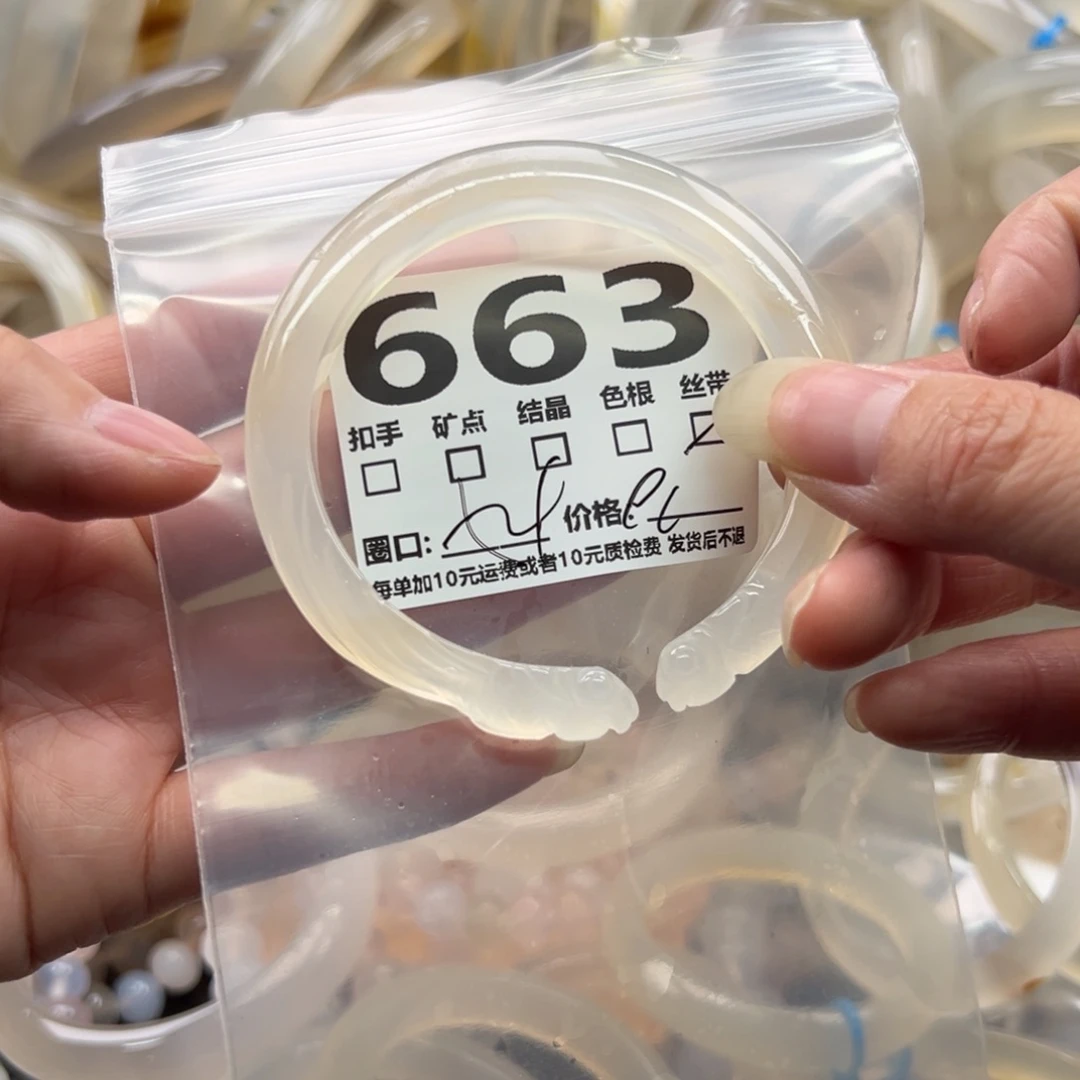 663
扣手 矿点 结晶 色根 丝带
圈口: 价格:
每单加10元运费或者10元质检费 发货后不退